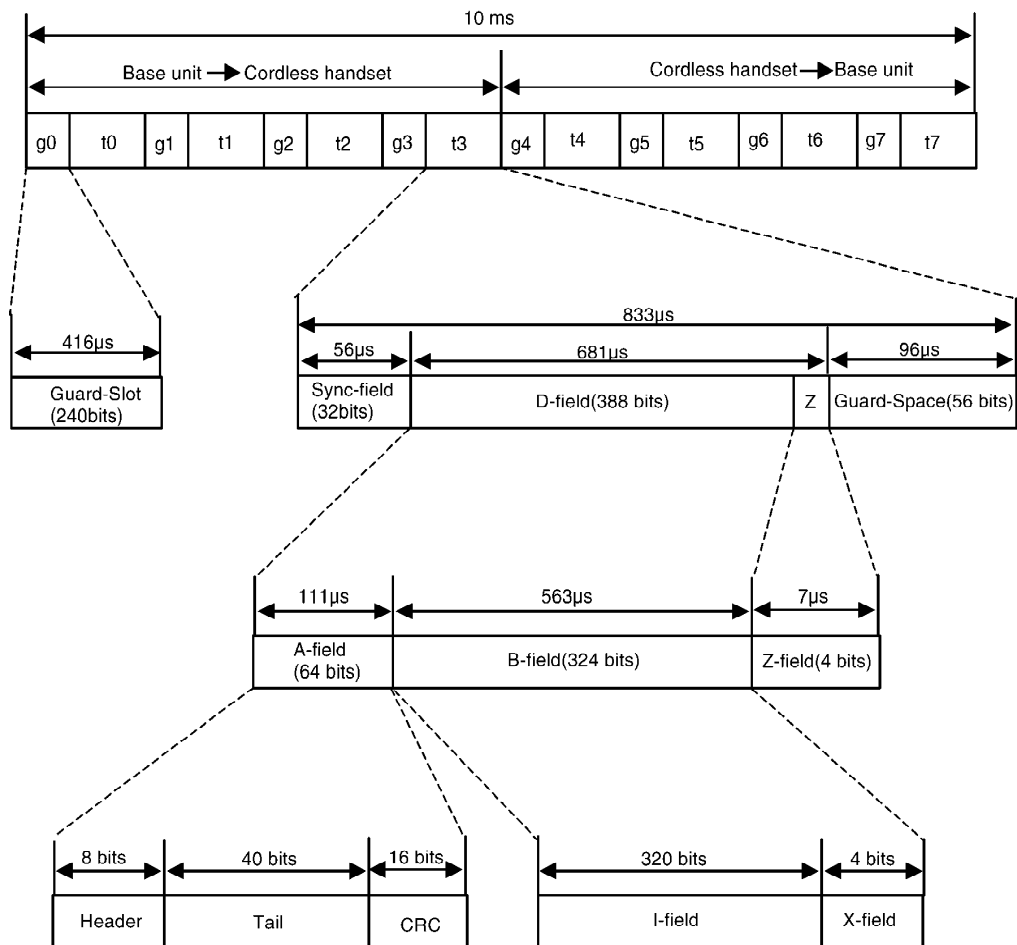 10 ms
Base unit → Cordless handset
Cordless handset → Base unit
g0 t0 g1 t1 g2 t2 g3 t3 g4 t4 g5 t5 g6 t6 g7 t7
833µs
416µs
56µs 681µs 96µs
Guard-Slot
(240bits)
Sync-field
(32bits)
D-field(388 bits)
Z
Guard-Space(56 bits)
111µs 563µs 7µs
A-field
(64 bits)
B-field(324 bits)
Z-field(4 bits)
8 bits 40 bits 16 bits 320 bits 4 bits
Header Tail CRC I-field X-field